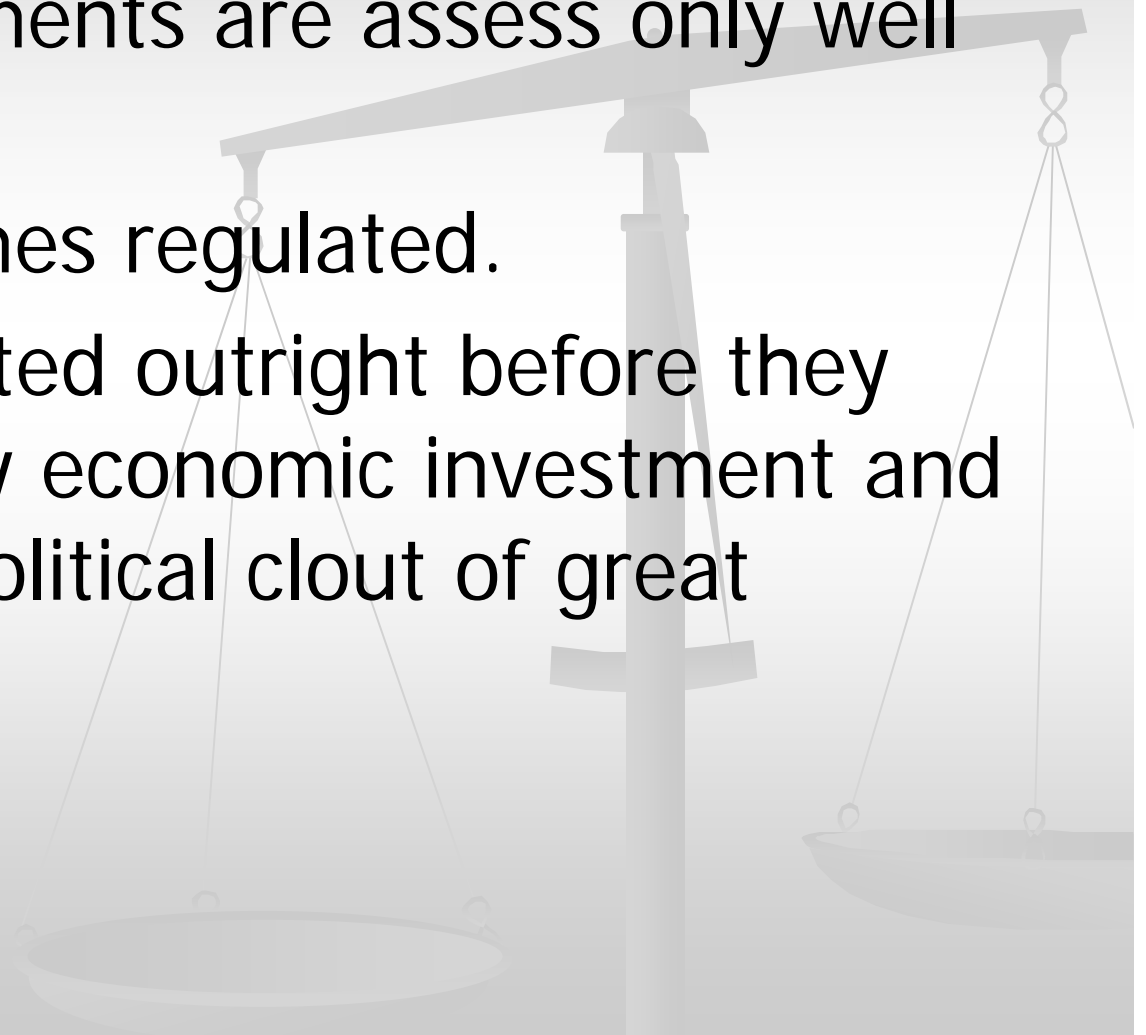 ments are assess only well
nes regulated.
ted outright before they
y economic investment and
olitical clout of great